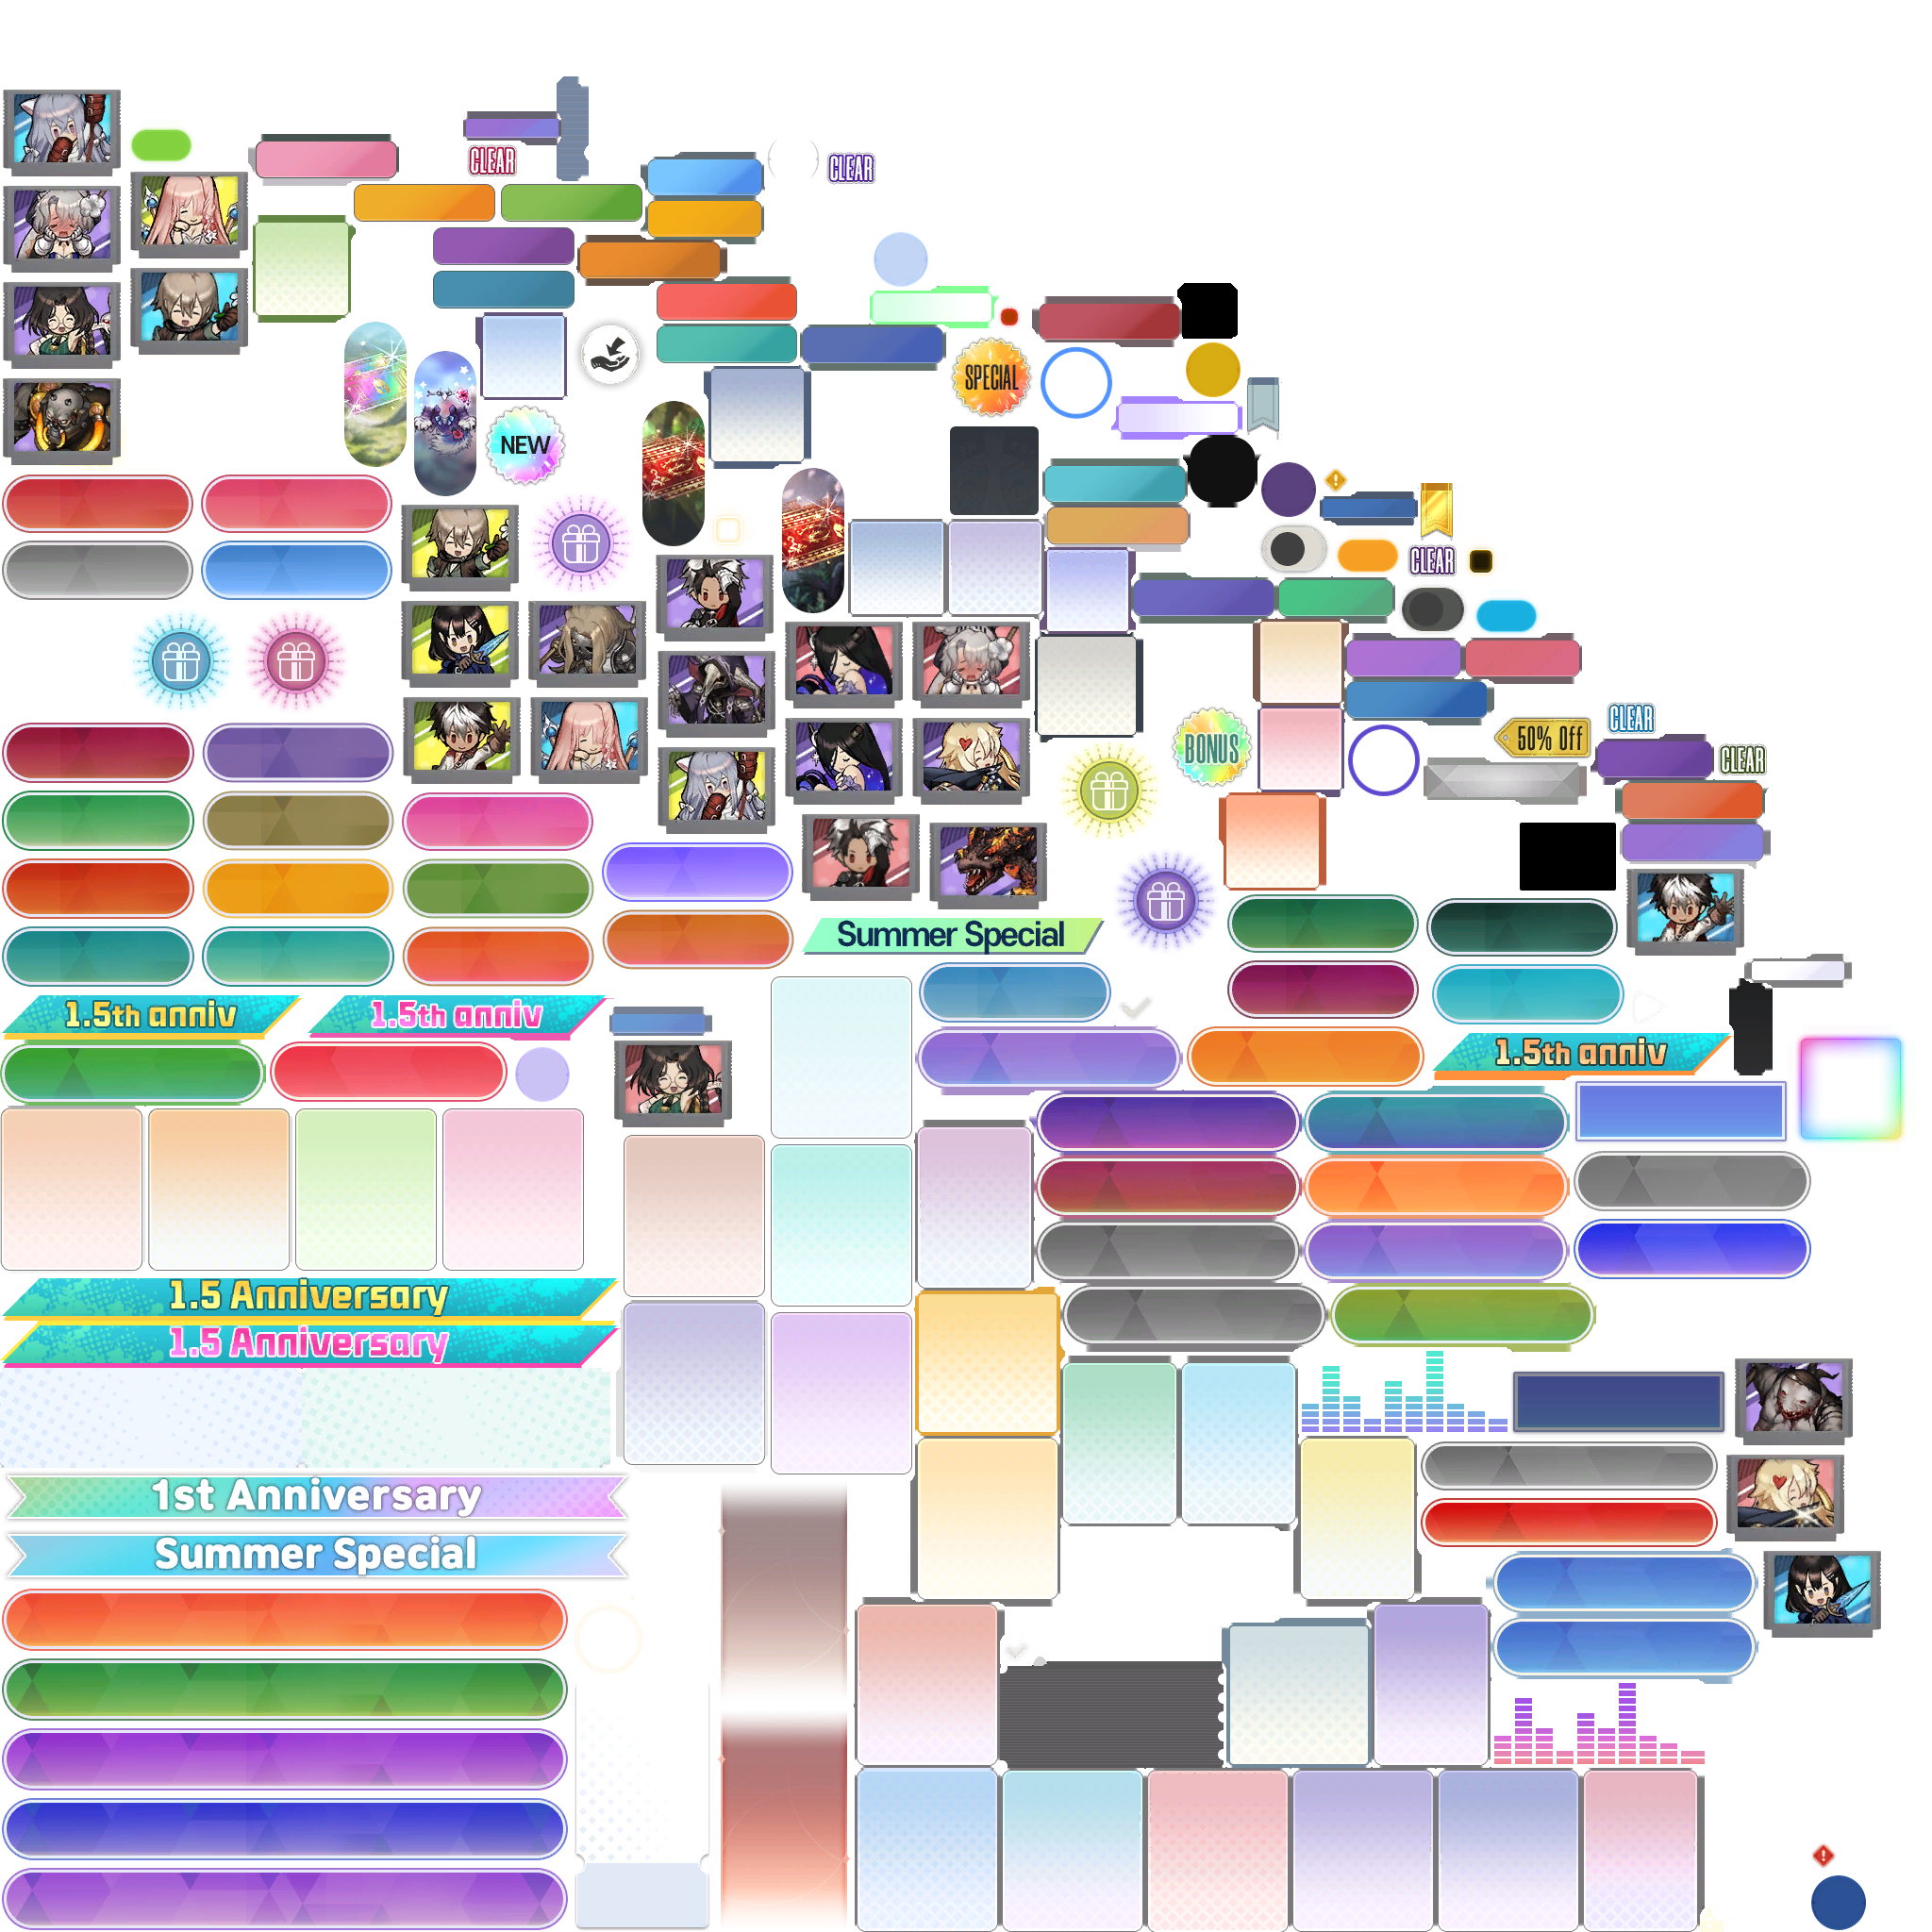 CLEAR
CLEAR
SPECIAL
NEW
CLEAR
CLEAR
50% Off
BONUS
CLEAR
Summer Special
1.5th anniv
1.5th anniv
1.5th anniv
1.5 Anniversary
1.5 Anniversary
1st Anniversary
Summer Special